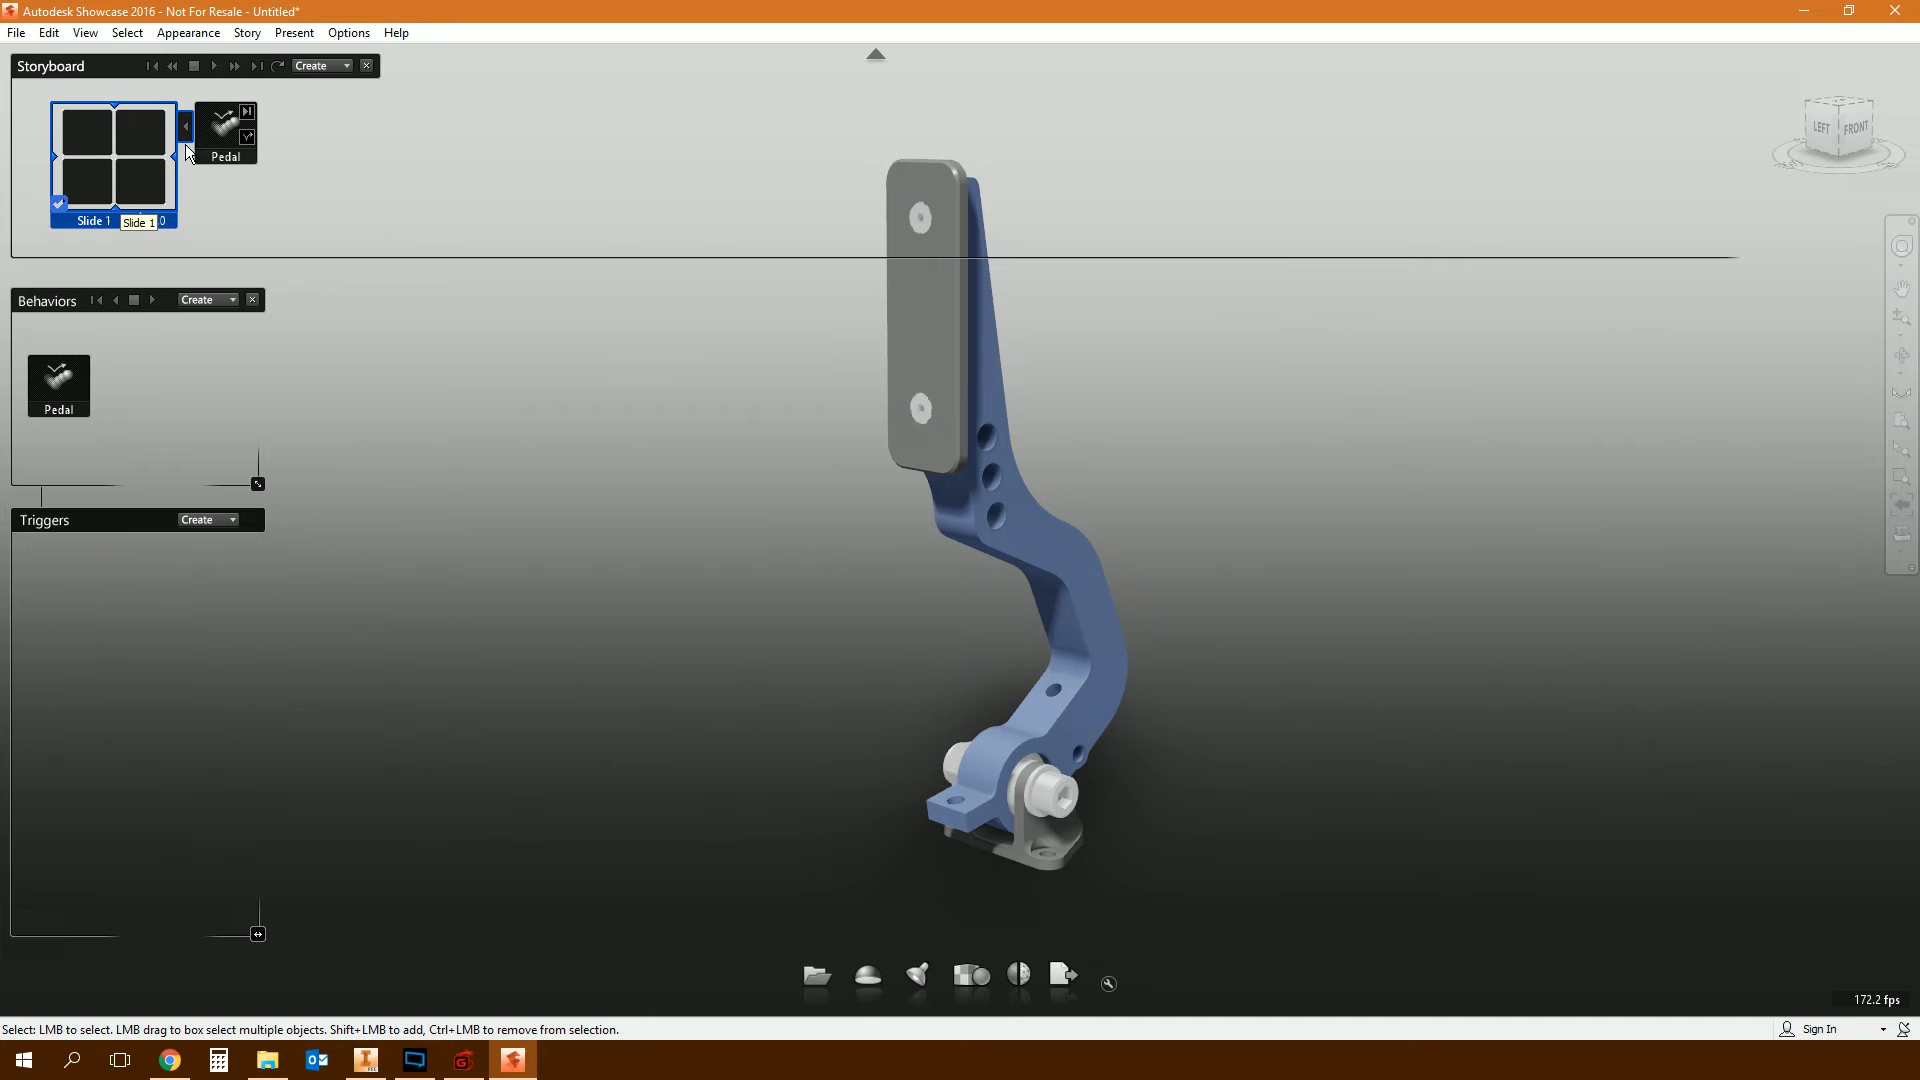 Autodesk Showcase 2016 - Not For Resale - Untitled*
File Edit View Select Appearance Story Present Options Help
Storyboard Create
Pedal
Slide 1 0
Slide 1
LEFT FRONT
Behaviors Create
Pedal
Triggers Create
172.2 fps
Select: LMB to select. LMB drag to box select multiple objects. Shift+LMB to add, Ctrl+LMB to remove from selection.
Sign In